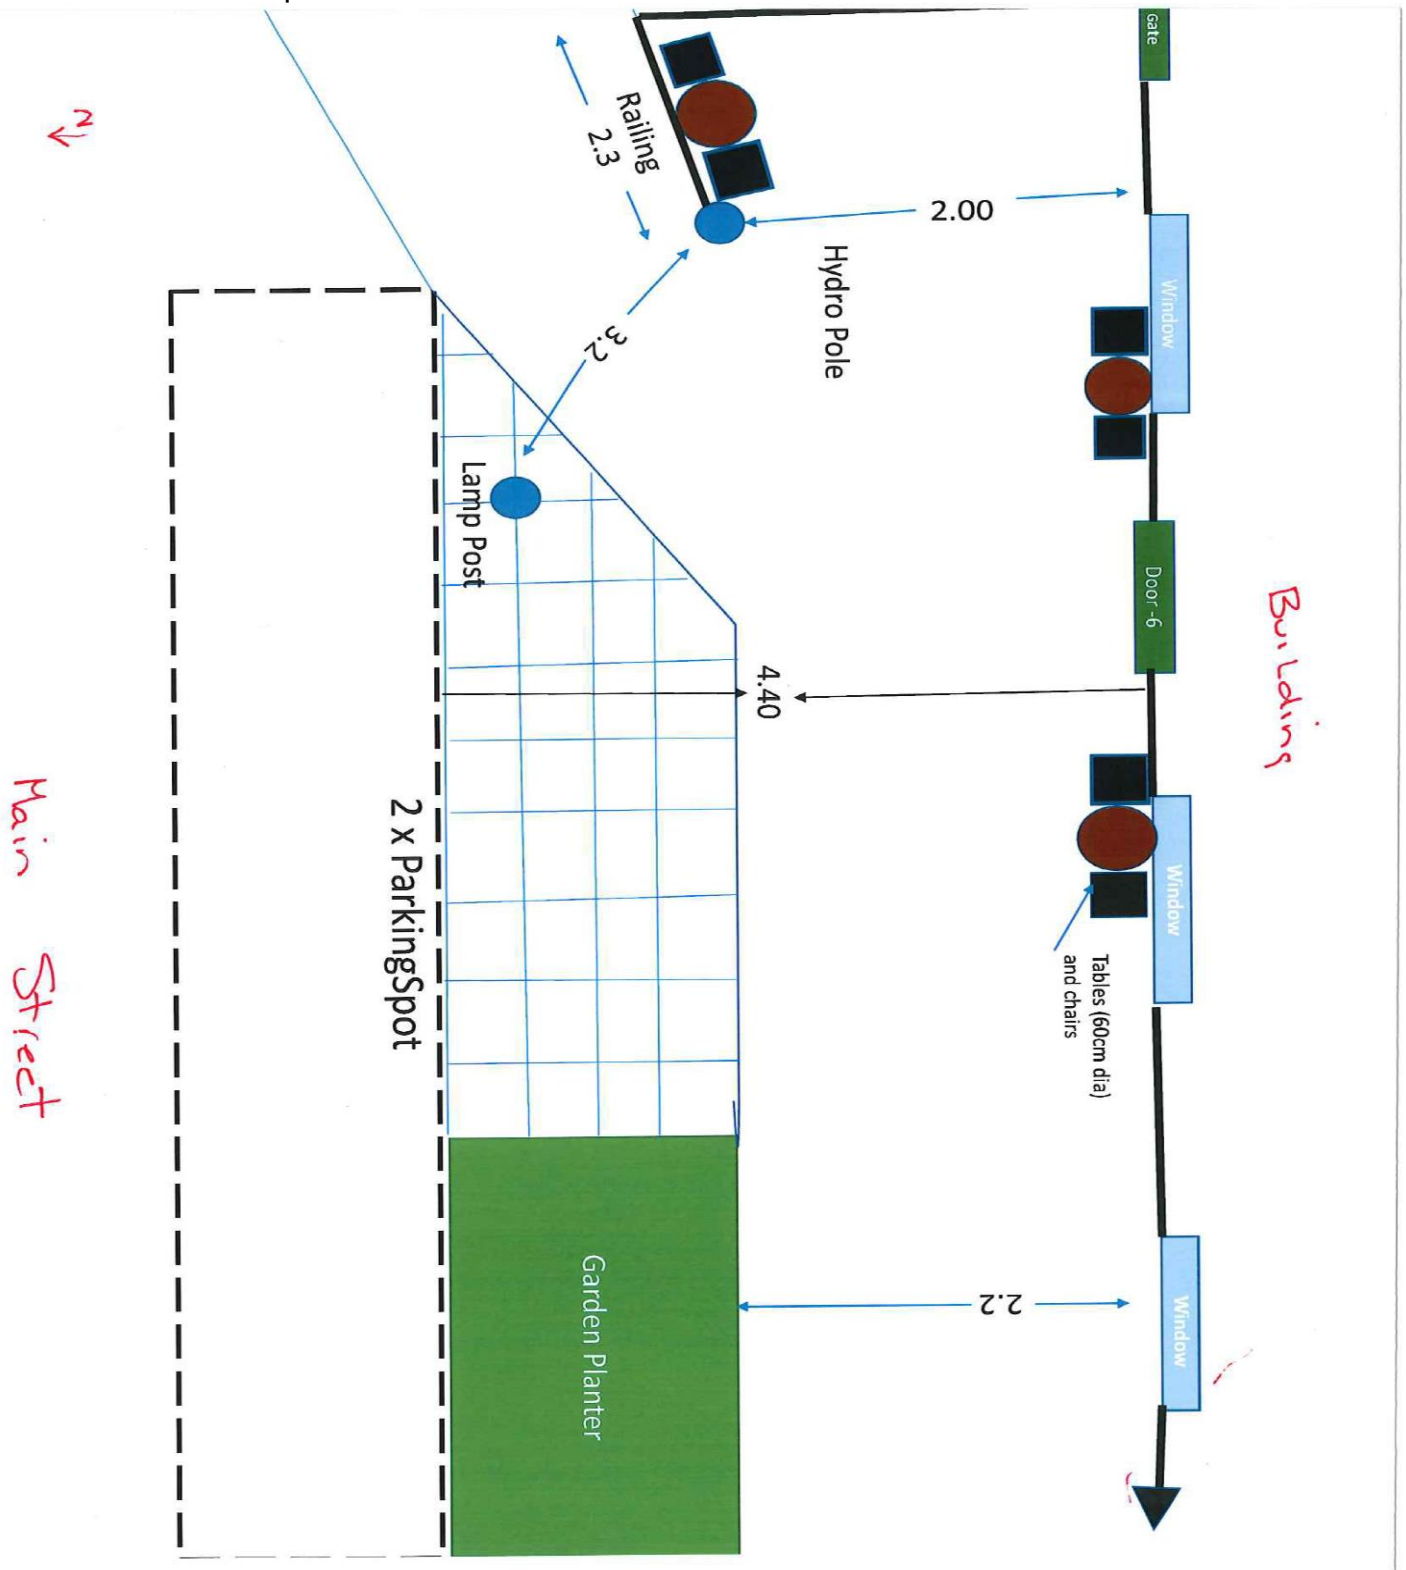 Gate
Railing
2.3
2.00
Hydro Pole
Window
3.2
Lamp Post
Door -6
Building
4.40
2 x ParkingSpot
Window
Tables (60cm dia)
and chairs
Main Street
Garden Planter
2.2
Window